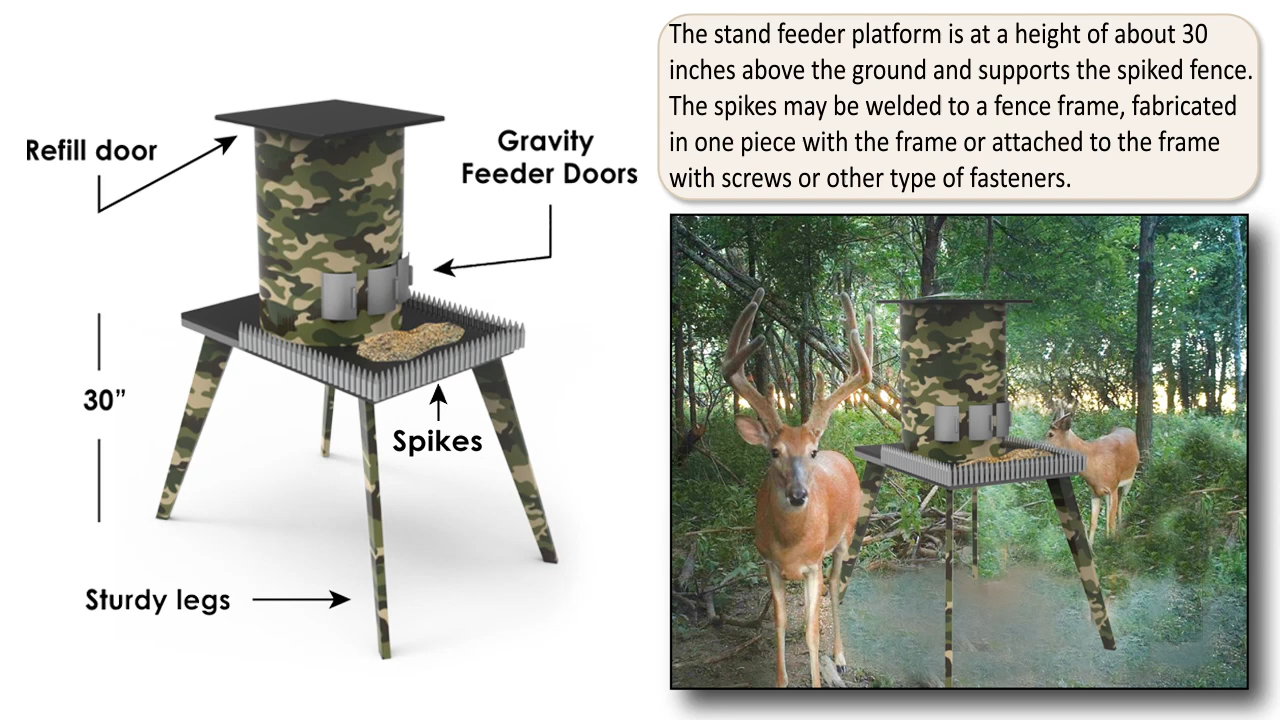 Refill door
Gravity
Feeder Doors
30”
Spikes
Sturdy legs
The stand feeder platform is at a height of about 30
inches above the ground and supports the spiked fence.
The spikes may be welded to a fence frame, fabricated
in one piece with the frame or attached to the frame
with screws or other type of fasteners.